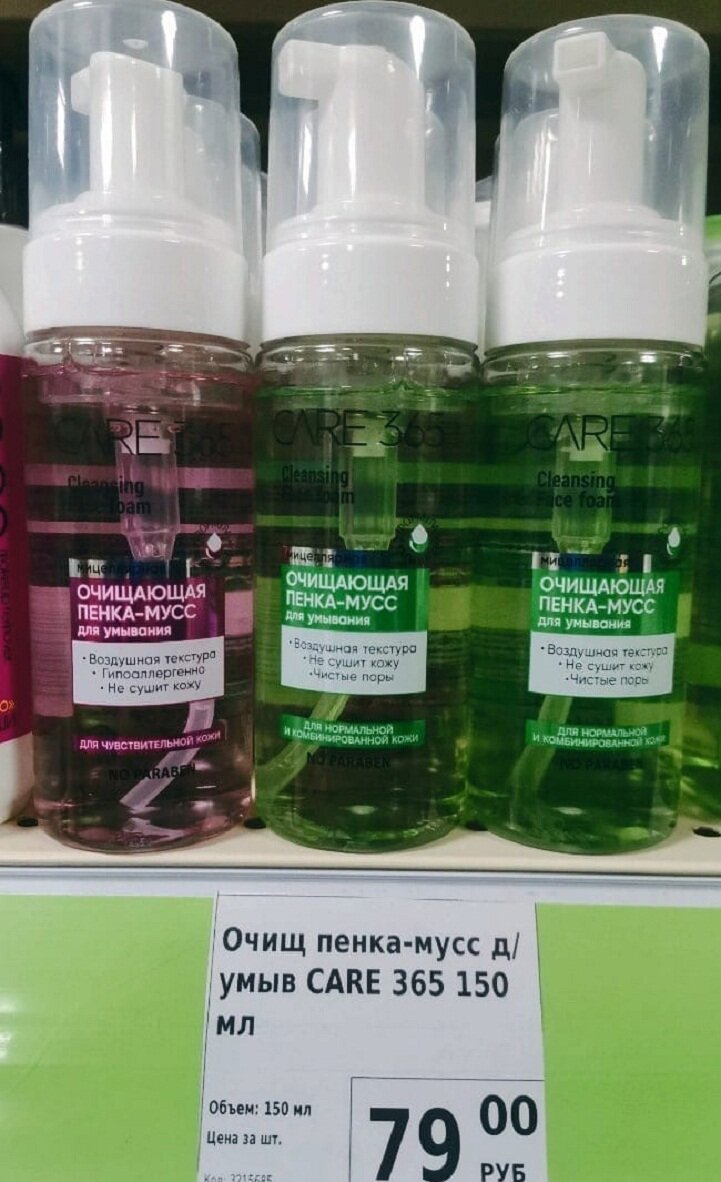 CARE 365
Cleansing
Face foam
мицеллярная
ОЧИЩАЮЩАЯ
ПЕНКА-МУСС
для умывания
•Воздушная текстура
•Гипоаллергенно
•Не сушит кожу
ДЛЯ ЧУВСТВИТЕЛЬНОЙ КОЖИ
NO PARABEN
CARE 365
Cleansing
Face foam
мицеллярная
ОЧИЩАЮЩАЯ
ПЕНКА-МУСС
для умывания
•Воздушная текстура
•Не сушит кожу
•Чистые поры
ДЛЯ НОРМАЛЬНОЙ
И КОМБИНИРОВАННОЙ КОЖИ
NO PARABEN
CARE 365
Cleansing
Face foam
мицеллярная
ОЧИЩАЮЩАЯ
ПЕНКА-МУСС
для умывания
•Воздушная текстура
•Не сушит кожу
•Чистые поры
ДЛЯ НОРМАЛЬНОЙ
И КОМБИНИРОВАННОЙ КОЖИ
NO PARABEN
Очищ пенка-мусс д/
умыв CARE 365 150
мл
Объем: 150 мл
Цена за шт.
79 00
РУБ